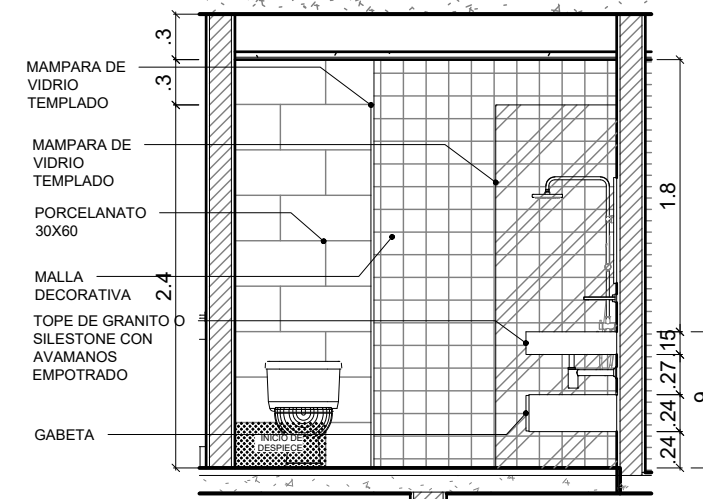 .3
MAMPARA DE
VIDRIO
TEMPLADO
.3
MAMPARA DE
VIDRIO
TEMPLADO
PORCELANATO
30X60
1.8
MALLA
DECORATIVA
2.4
TOPE DE GRANITO O
SILESTONE CON
AVAMANOS
EMPOTRADO
.15
.27
.24
.24
GABETA
INICIO DE
DESPIECE